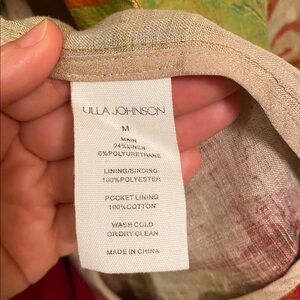 ULLA JOHNSON
M
MAIN
94%LINEN
6%POLYURETHANE
LINING/BINDING
100%POLYESTER
POCKET LINING
100%COTTON
WASH COLD
OR DRY CLEAN
MADE IN CHINA